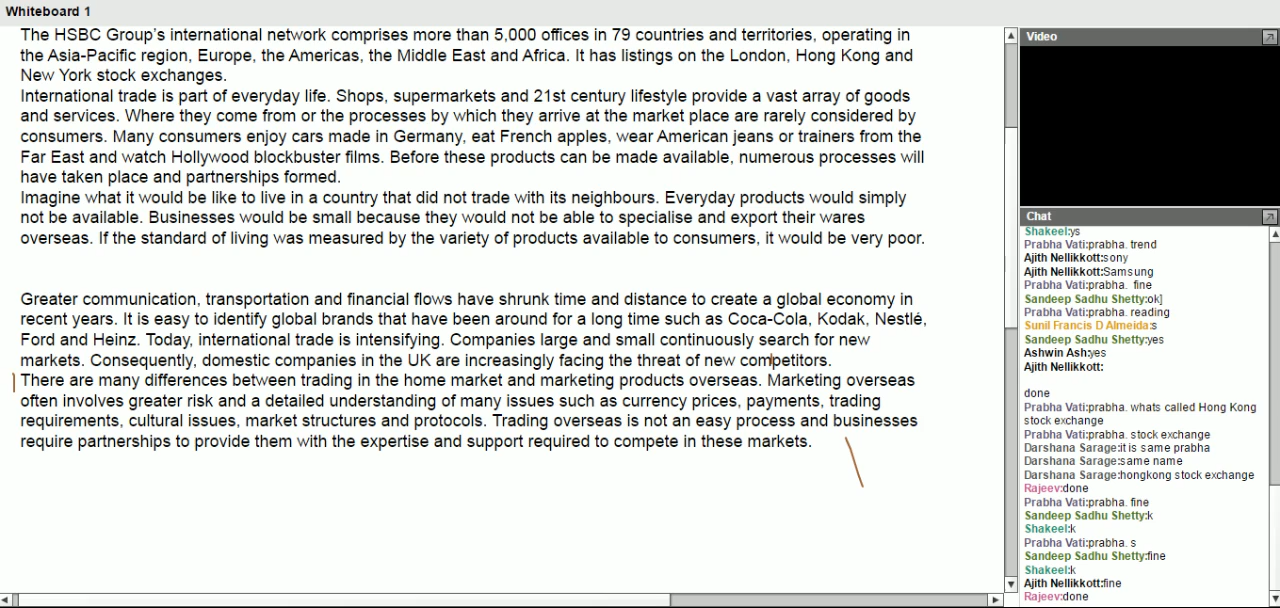 Whiteboard 1
The HSBC Group's international network comprises more than 5,000 offices in 79 countries and territories, operating in
the Asia-Pacific region, Europe, the Americas, the Middle East and Africa. It has listings on the London, Hong Kong and
New York stock exchanges.
International trade is part of everyday life. Shops, supermarkets and 21st century lifestyle provide a vast array of goods
and services. Where they come from or the processes by which they arrive at the market place are rarely considered by
consumers. Many consumers enjoy cars made in Germany, eat French apples, wear American jeans or trainers from the
Far East and watch Hollywood blockbuster films. Before these products can be made available, numerous processes will
have taken place and partnerships formed.
Imagine what it would be like to live in a country that did not trade with its neighbours. Everyday products would simply
not be available. Businesses would be small because they would not be able to specialise and export their wares
overseas. If the standard of living was measured by the variety of products available to consumers, it would be very poor.
Greater communication, transportation and financial flows have shrunk time and distance to create a global economy in
recent years. It is easy to identify global brands that have been around for a long time such as Coca-Cola, Kodak, Nestlé,
Ford and Heinz. Today, international trade is intensifying. Companies large and small continuously search for new
markets. Consequently, domestic companies in the UK are increasingly facing the threat of new competitors.
There are many differences between trading in the home market and marketing products overseas. Marketing overseas
often involves greater risk and a detailed understanding of many issues such as currency prices, payments, trading
requirements, cultural issues, market structures and protocols. Trading overseas is not an easy process and businesses
require partnerships to provide them with the expertise and support required to compete in these markets.
Video
Chat
Shakeel:ys
Prabha Vati:prabha. trend
Ajith Nellikkott:sony
Ajith Nellikkott:Samsung
Prabha Vati:prabha. fine
Sandeep Sadhu Shetty:ok]
Prabha Vati:prabha. reading
Sunil Francis D Almeida:s
Sandeep Sadhu Shetty:yes
Ashwin Ash:yes
Ajith Nellikkott:
done
Prabha Vati:prabha. whats called Hong Kong
stock exchange
Prabha Vati:prabha. stock exchange
Darshana Sarage:it is same prabha
Darshana Sarage:same name
Darshana Sarage:hongkong stock exchange
Rajeev:done
Prabha Vati:prabha. fine
Sandeep Sadhu Shetty:k
Shakeel:k
Prabha Vati:prabha. s
Sandeep Sadhu Shetty:fine
Shakeel:k
Ajith Nellikkott:fine
Rajeev:done